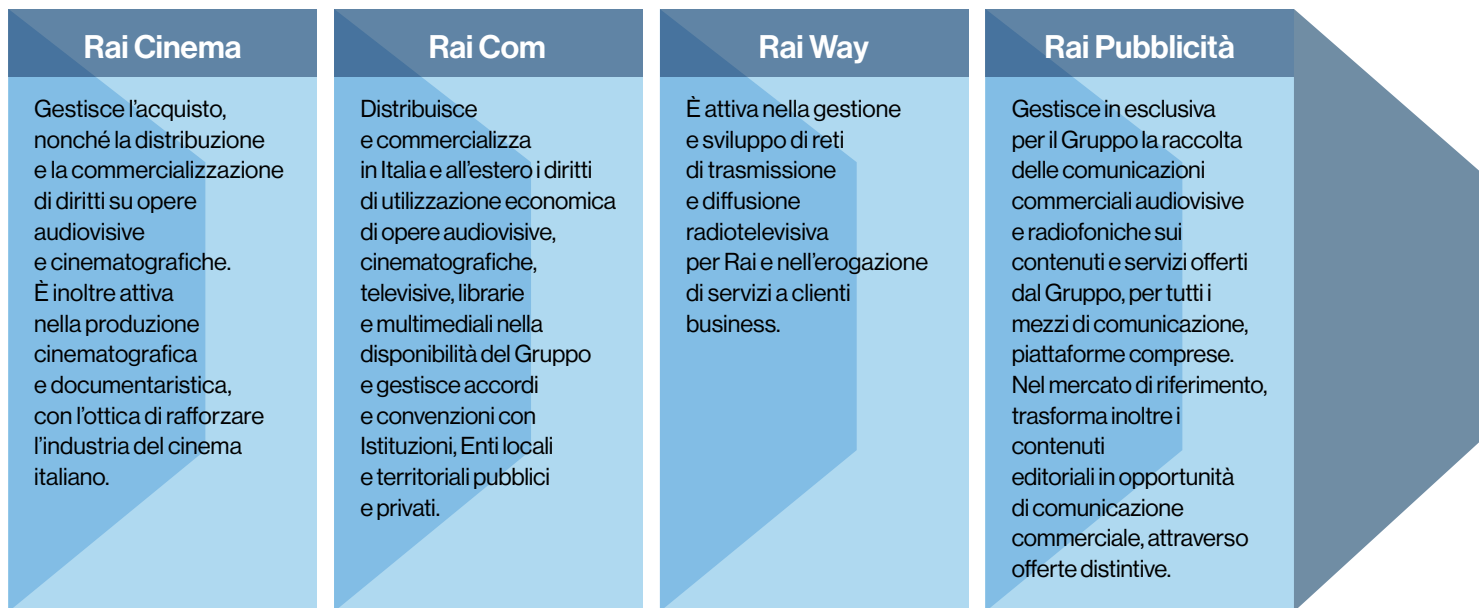 Rai Cinema
Gestisce l'acquisto,
nonché la distribuzione
e la commercializzazione
di diritti su opere
audiovisive
e cinematografiche.
È inoltre attiva
nella produzione
cinematografica
e documentaristica,
con l'ottica di rafforzare
l'industria del cinema
italiano.
Rai Com
Distribuisce
e commercializza
in Italia e all'estero i diritti
di utilizzazione economica
di opere audiovisive,
cinematografiche,
televisive, librarie
e multimediali nella
disponibilità del Gruppo
e gestisce accordi
e convenzioni con
Istituzioni, Enti locali
e territoriali pubblici
e privati.
Rai Way
È attiva nella gestione
e sviluppo di reti
di trasmissione
e diffusione
radiotelevisiva
per Rai e nell'erogazione
di servizi a clienti
business.
Rai Pubblicità
Gestisce in esclusiva
per il Gruppo la raccolta
delle comunicazioni
commerciali audiovisive
e radiofoniche sui
contenuti e servizi offerti
dal Gruppo, per tutti i
mezzi di comunicazione,
piattaforme comprese.
Nel mercato di riferimento,
trasforma inoltre i
contenuti
editoriali in opportunità
di comunicazione
commerciale, attraverso
offerte distintive.